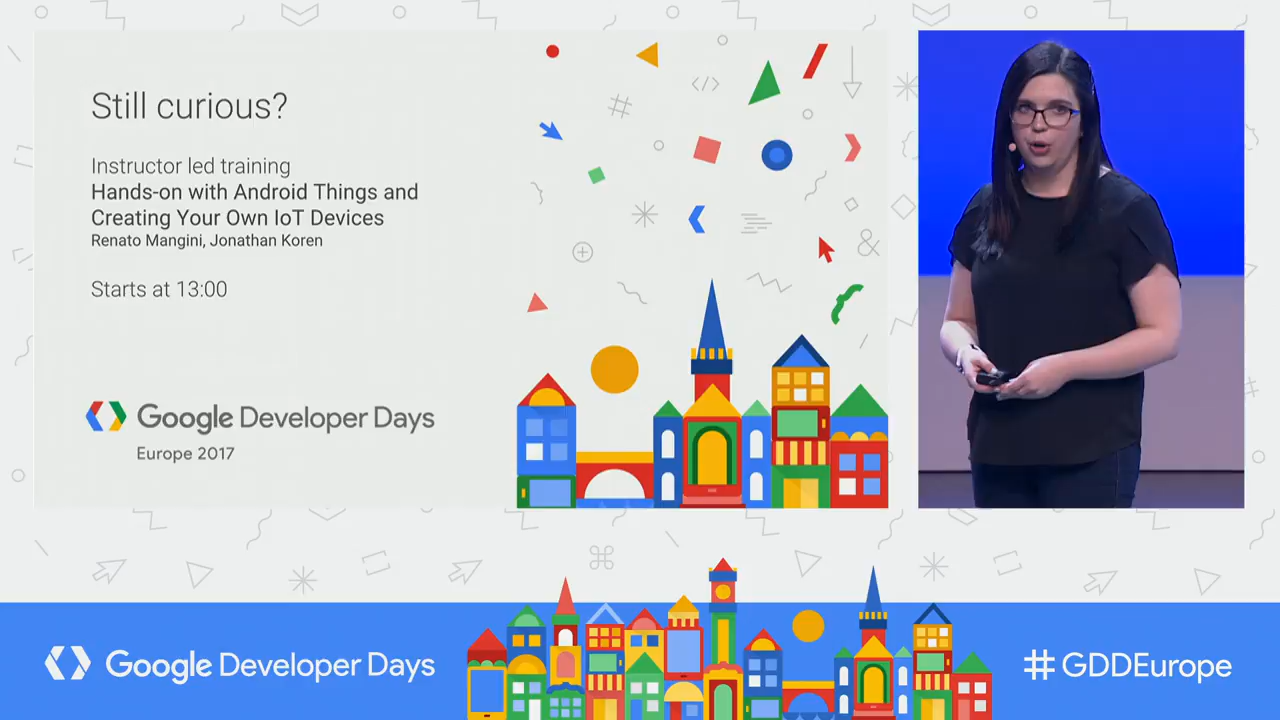 Still curious?
Instructor led training
Hands-on with Android Things and
Creating Your Own IoT Devices
Renato Mangini, Jonathan Koren
Starts at 13:00
Google Developer Days
Europe 2017
Google Developer Days
#GDDEurope